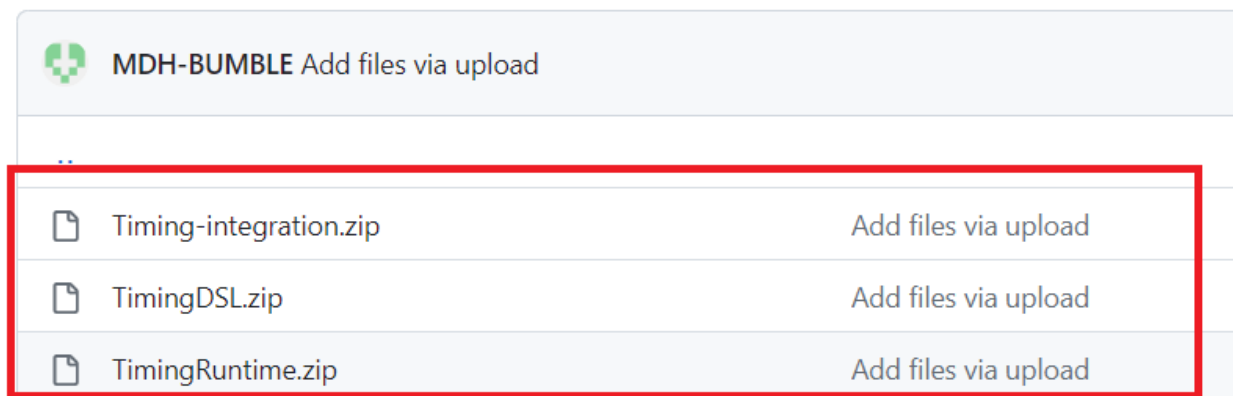 MDH-BUMBLE Add files via upload
..
Timing-integration.zip Add files via upload
TimingDSL.zip Add files via upload
TimingRuntime.zip Add files via upload